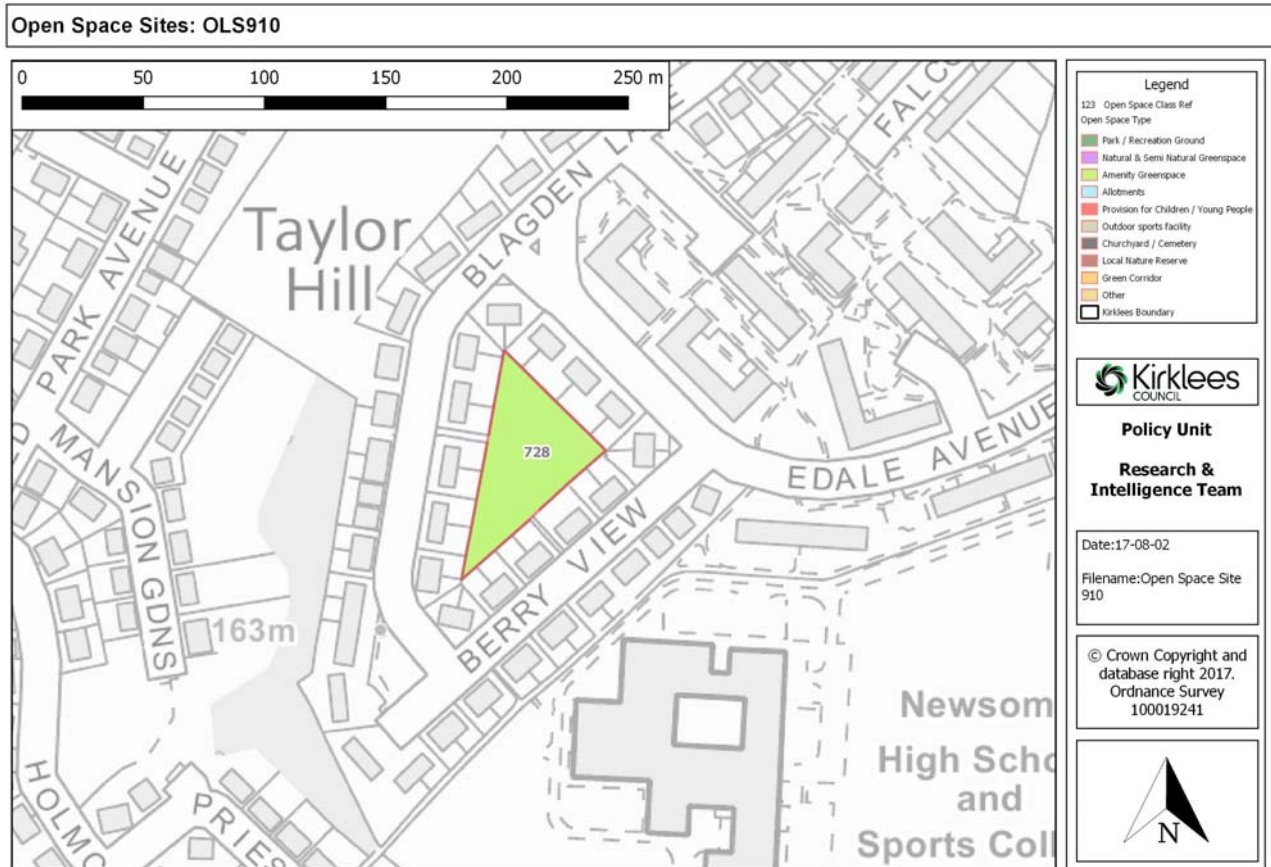 Open Space Sites: OLS910
0 50 100 150 200 250 m
PARK AVENUE
Taylor
Hill
BLAGDEN
FALC
MANSION GDNS
728
EDALE AVENUE
BERRY VIEW
163m
HOLM
PRIES
Newsom
High Scho
and
Sports Coll
Legend
123 Open Space Class Ref
Open Space Type
Park / Recreation Ground
Natural & Semi Natural Greenspace
Amenity Greenspace
Allotments
Provision for Children / Young People
Outdoor sports facility
Churchyard / Cemetery
Local Nature Reserve
Green Corridor
Other
Kirklees Boundary
Kirklees
COUNCIL
Policy Unit
Research &
Intelligence Team
Date:17-08-02
Filename:Open Space Site
910
© Crown Copyright and
database right 2017.
Ordnance Survey
100019241
N